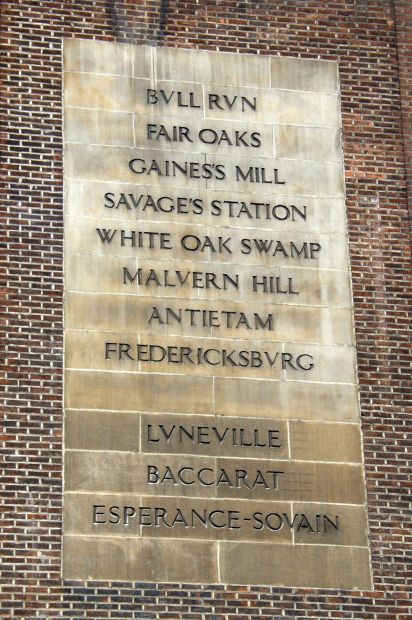 BVLL RVN
FAIR OAKS
GAINES'S MILL
SAVAGE'S STATION
WHITE OAK SWAMP
MALVERN HILL
ANTIETAM
FREDERICKSBVRG
LVNEVILLE
BACCARAT
ESPERANCE-SOVAIN